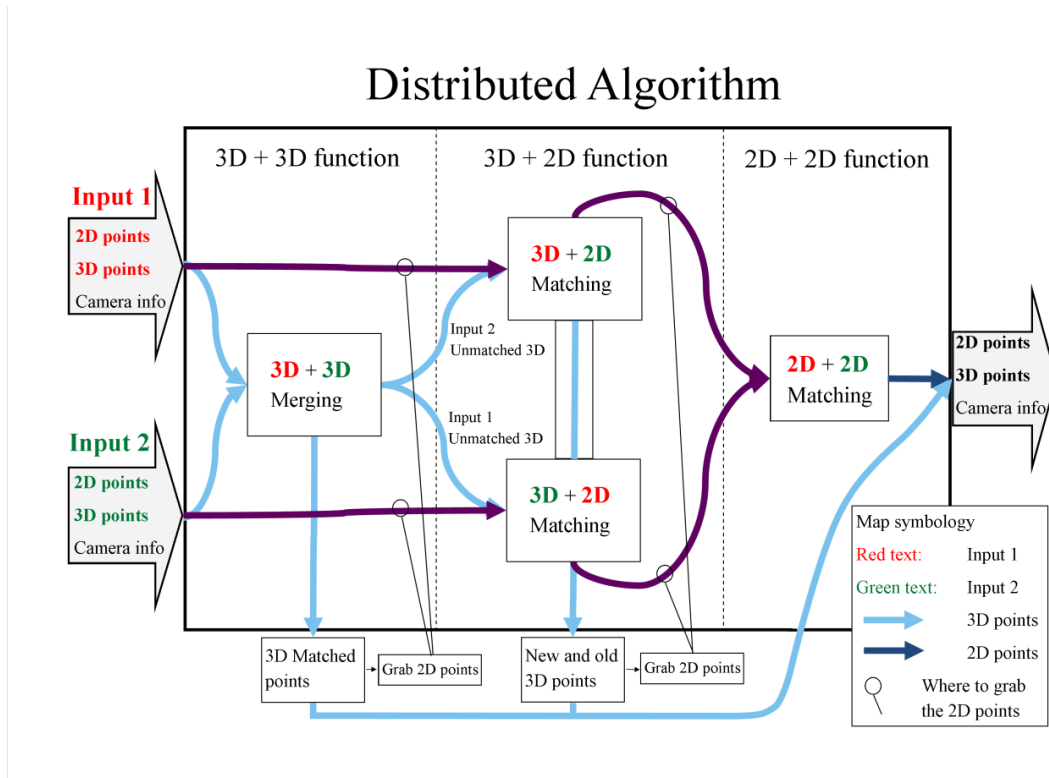 Distributed Algorithm
3D + 3D function
3D + 2D function
2D + 2D function
Input 1
2D points
3D points
Camera info
Input 2
2D points
3D points
Camera info
3D + 3D
Merging
Input 2
Unmatched 3D
Input 1
Unmatched 3D
3D + 2D
Matching
3D + 2D
Matching
2D + 2D
Matching
2D points
3D points
Camera info
3D Matched
points
Grab 2D points
New and old
3D points
Grab 2D points
Map symbology
Red text: Input 1
Green text: Input 2
3D points
2D points
Where to grab
the 2D points